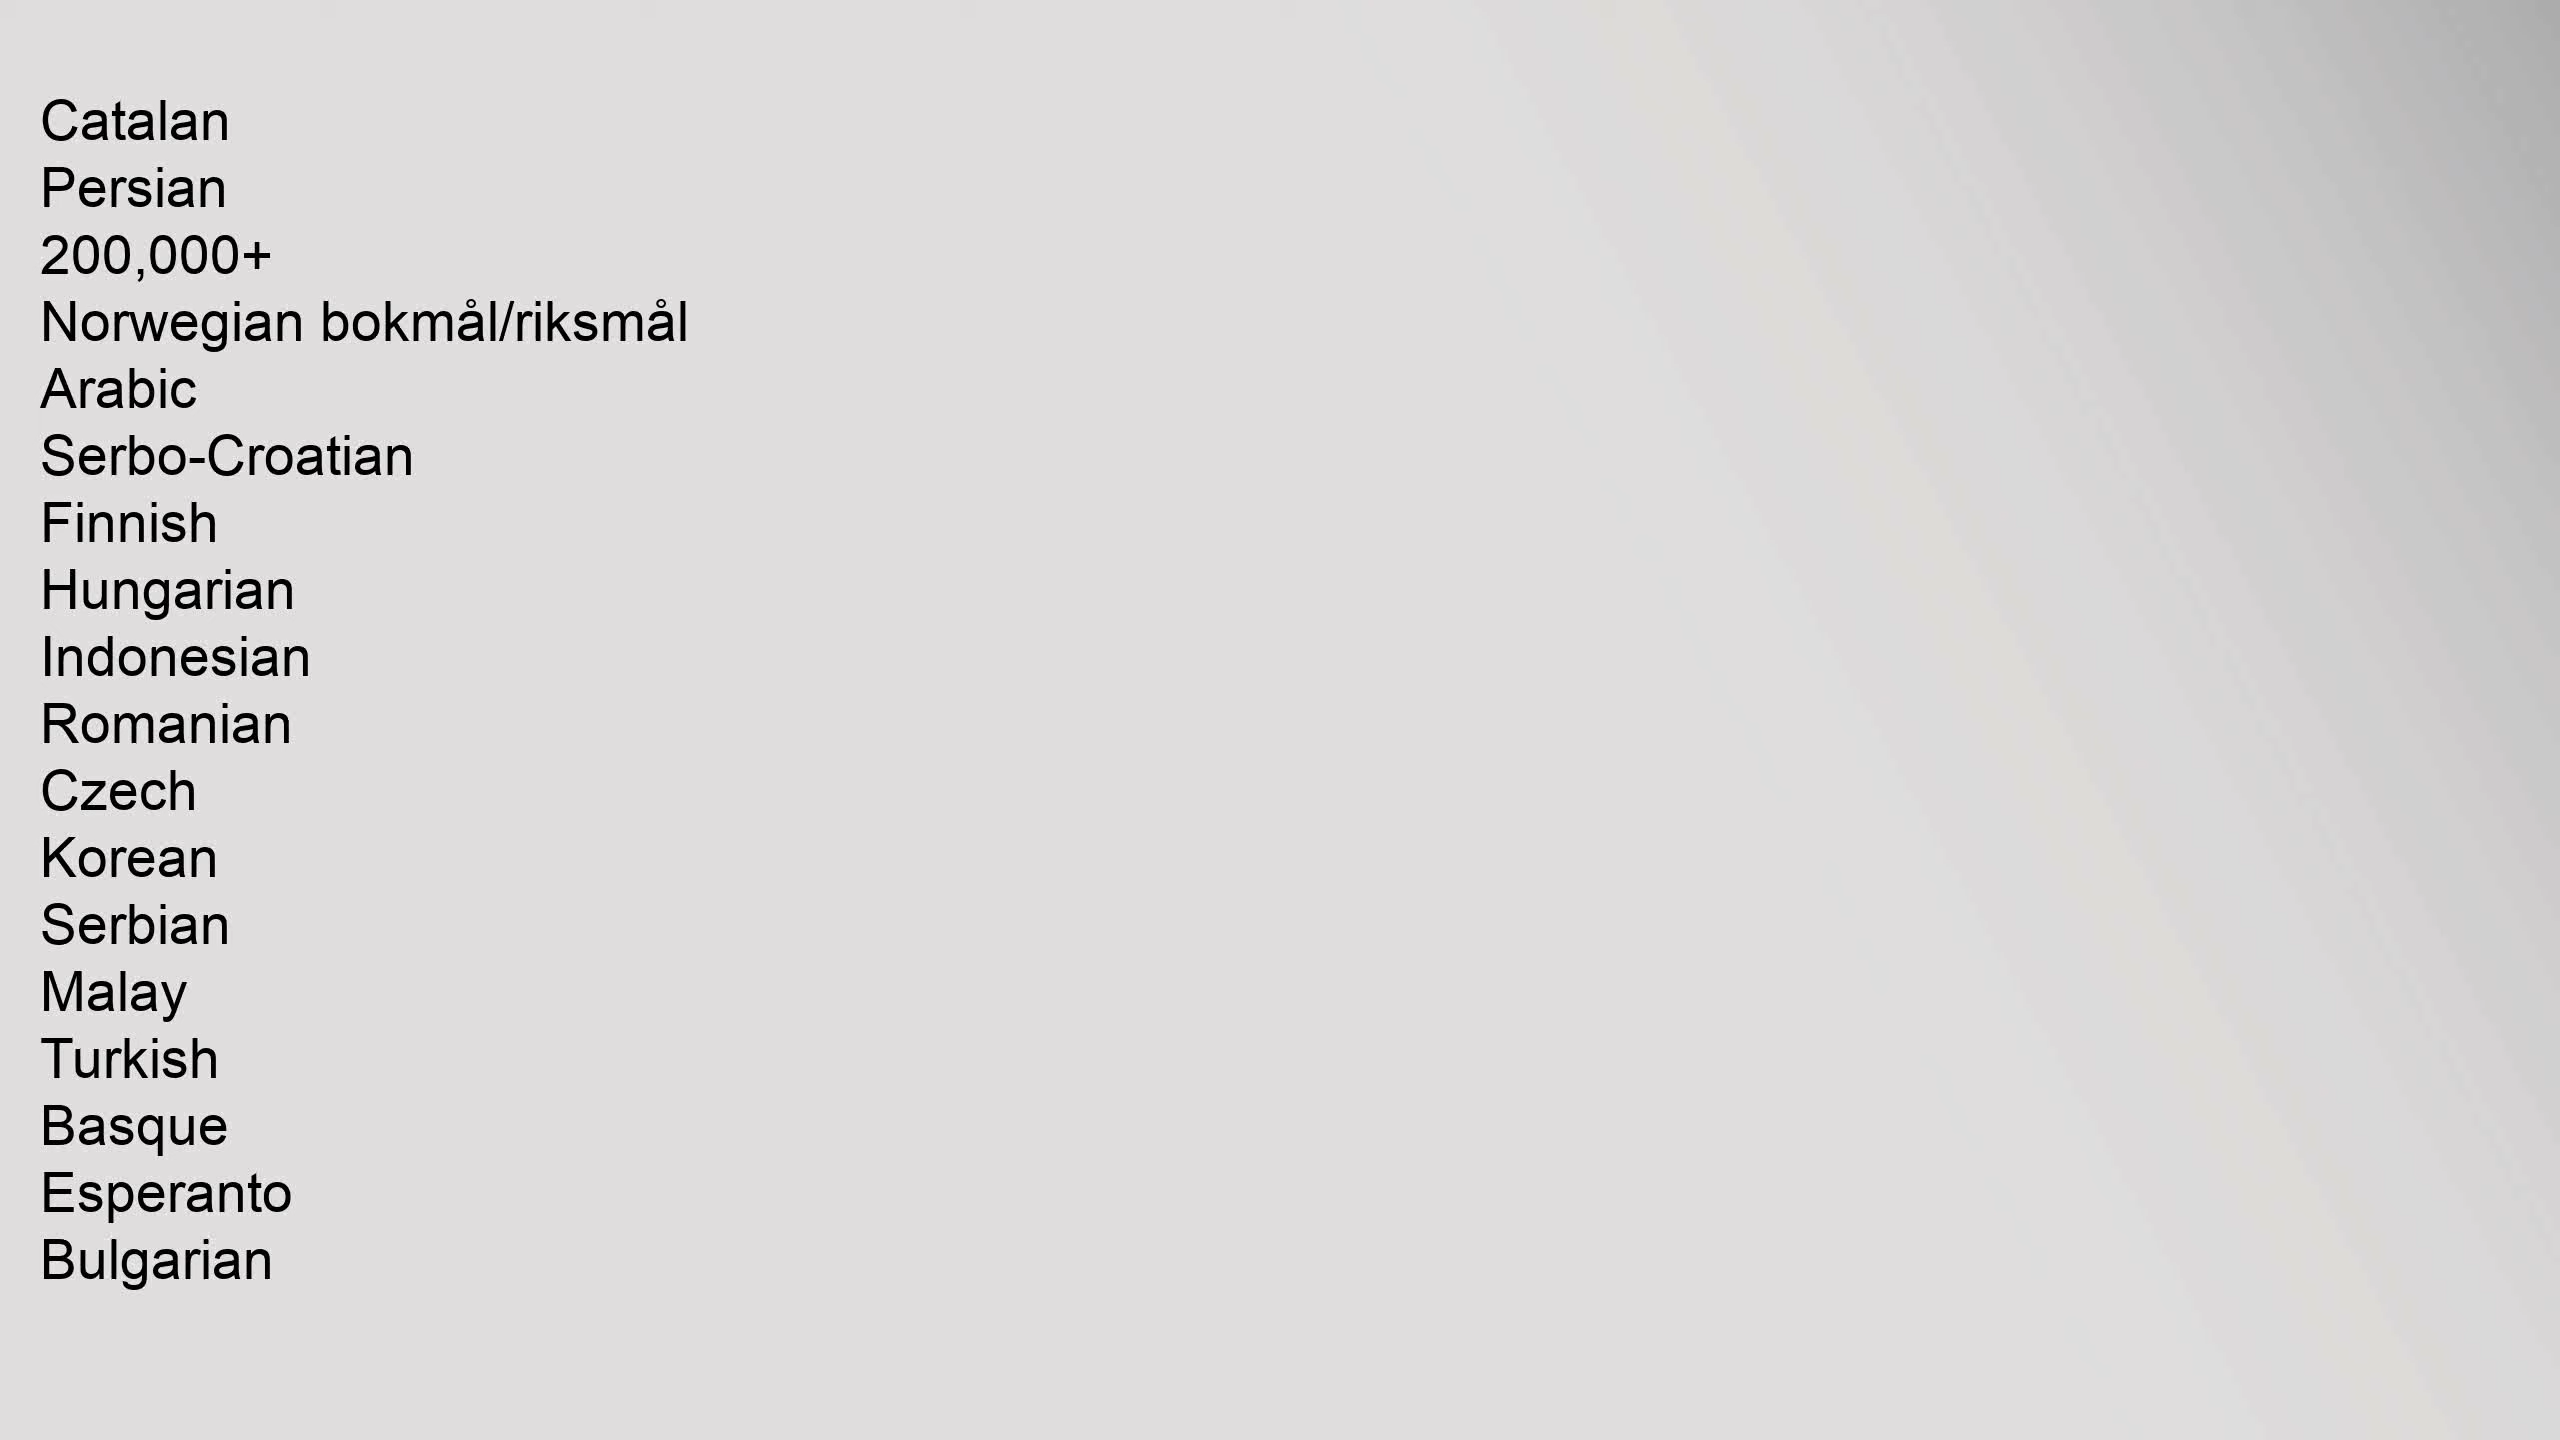 Catalan
Persian
200,000+
Norwegian bokmål/riksmål
Arabic
Serbo-Croatian
Finnish
Hungarian
Indonesian
Romanian
Czech
Korean
Serbian
Malay
Turkish
Basque
Esperanto
Bulgarian